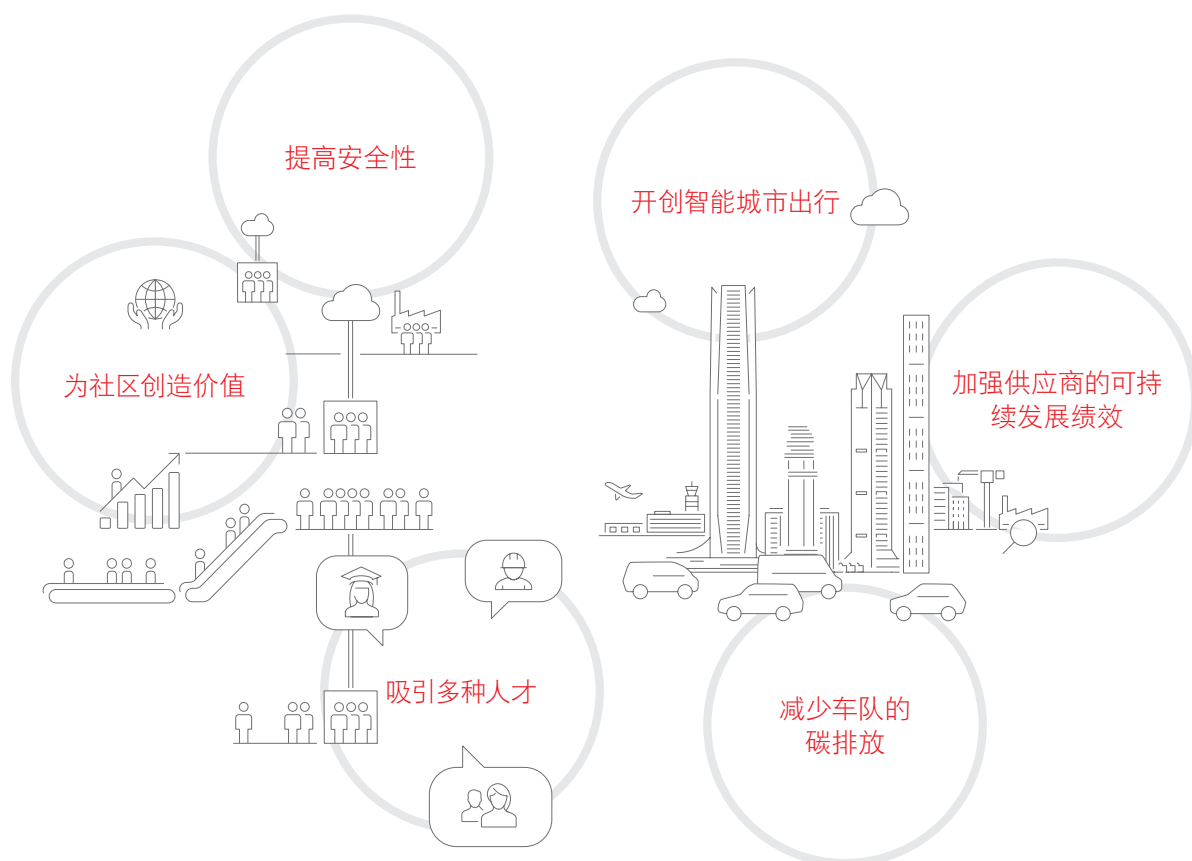 提高安全性
开创智能城市出行
为社区创造价值
加强供应商的可持
续发展绩效
吸引多种人才
减少车队的
碳排放